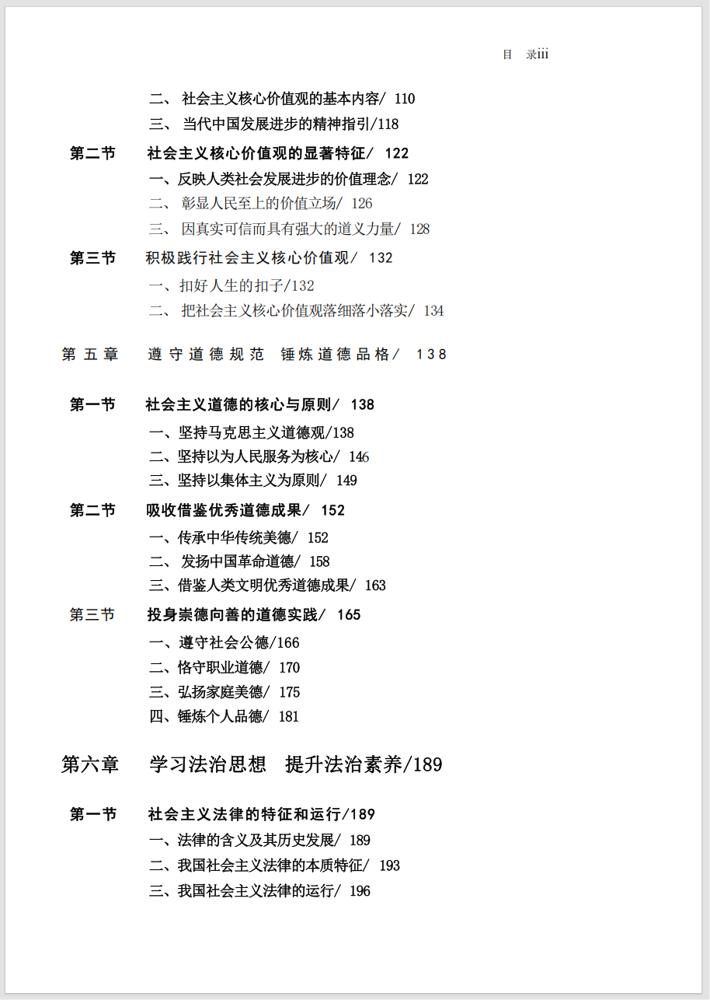 目 录iii
二、 社会主义核心价值观的基本内容/ 110
三、 当代中国发展进步的精神指引/118
第二节 社会主义核心价值观的显著特征/ 122
一、反映人类社会发展进步的价值理念/ 122
二、 彰显人民至上的价值立场/ 126
三、 因真实可信而具有强大的道义力量/ 128
第三节 积极践行社会主义核心价值观/ 132
一、扣好人生的扣子/132
二、 把社会主义核心价值观落细落小落实/ 134
第五章 遵守道德规范 锤炼道德品格/ 138
第一节 社会主义道德的核心与原则/ 138
一、坚持马克思主义道德观/138
二、坚持以为人民服务为核心/ 146
三、坚持以集体主义为原则/ 149
第二节 吸收借鉴优秀道德成果/ 152
一、传承中华传统美德/ 152
二、 发扬中国革命道德/ 158
三、借鉴人类文明优秀道德成果/ 163
第三节 投身崇德向善的道德实践/ 165
一、遵守社会公德/166
二、恪守职业道德/ 170
三、弘扬家庭美德/ 175
四、锤炼个人品德/ 181
第六章 学习法治思想 提升法治素养/189
第一节 社会主义法律的特征和运行/189
一、法律的含义及其历史发展/ 189
二、我国社会主义法律的本质特征/ 193
三、我国社会主义法律的运行/ 196